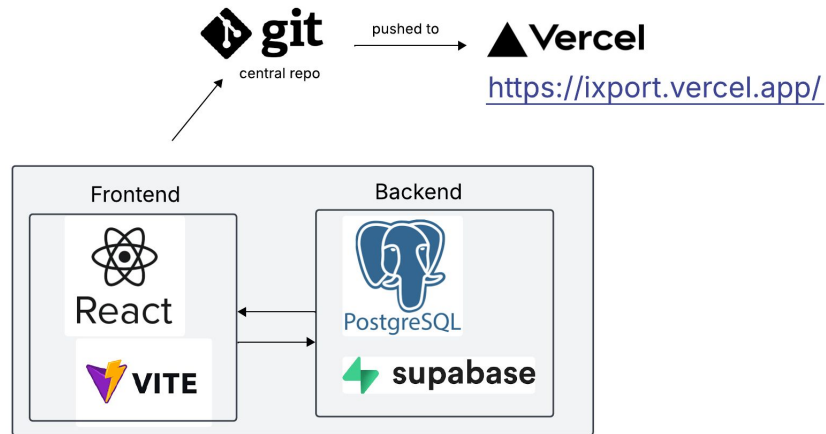 git
pushed to
Vercel
central repo
https://ixport.vercel.app/
Frontend
Backend
React
PostgreSQL
VITE
supabase